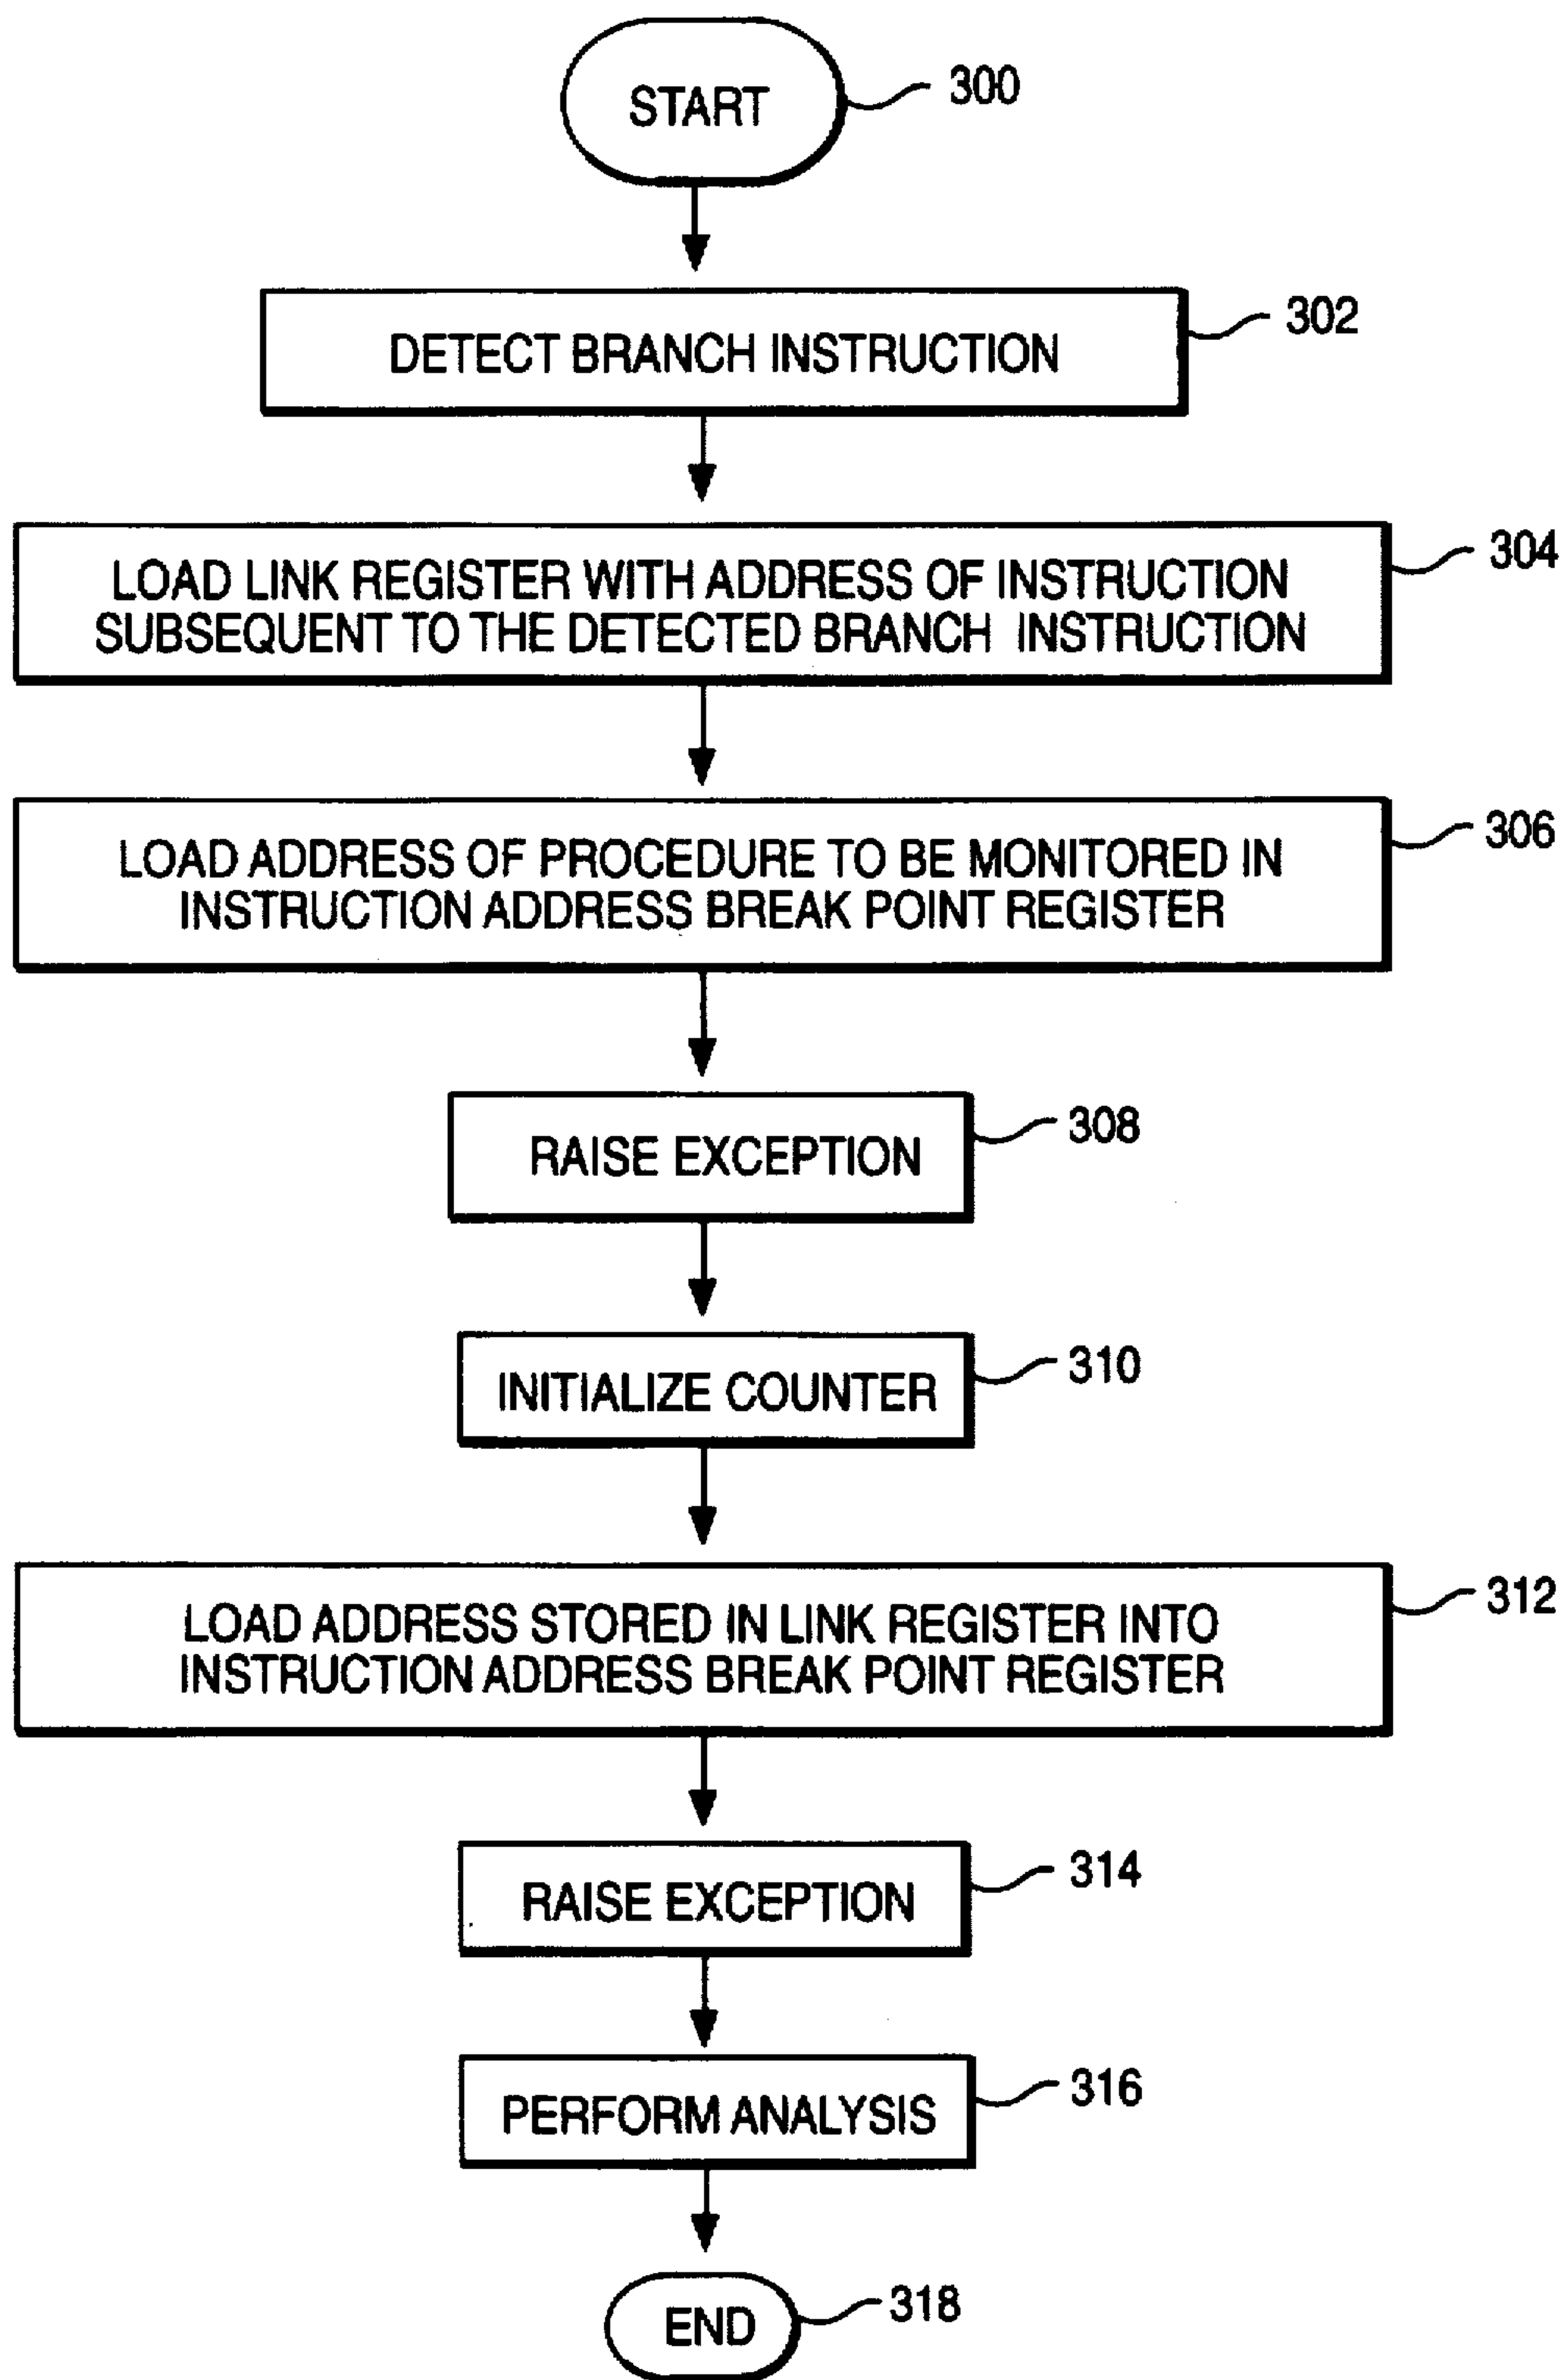 START
300
DETECT BRANCH INSTRUCTION
302
LOAD LINK REGISTER WITH ADDRESS OF INSTRUCTION
SUBSEQUENT TO THE DETECTED BRANCH INSTRUCTION
304
LOAD ADDRESS OF PROCEDURE TO BE MONITORED IN
INSTRUCTION ADDRESS BREAK POINT REGISTER
306
RAISE EXCEPTION
308
INITIALIZE COUNTER
310
LOAD ADDRESS STORED IN LINK REGISTER INTO
INSTRUCTION ADDRESS BREAK POINT REGISTER
312
RAISE EXCEPTION
314
PERFORM ANALYSIS
316
END
318